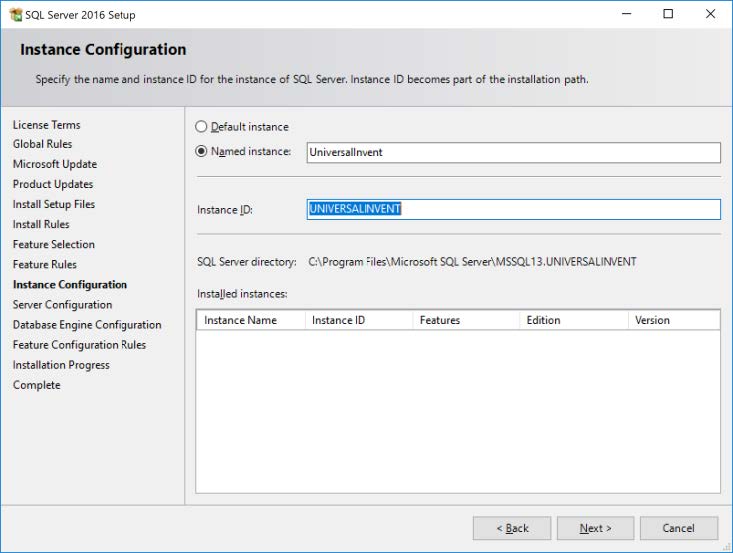 SQL Server 2016 Setup
Instance Configuration
Specify the name and instance ID for the instance of SQL Server. Instance ID becomes part of the installation path.
License Terms
Global Rules
Microsoft Update
Product Updates
Install Setup Files
Install Rules
Feature Selection
Feature Rules
Instance Configuration
Server Configuration
Database Engine Configuration
Feature Configuration Rules
Installation Progress
Complete
Default instance
Named instance: UniversalInvent
Instance ID: UNIVERSALINVENT
SQL Server directory: C:\Program Files\Microsoft SQL Server\MSSQL13.UNIVERSALINVENT
Installed instances:
Instance Name Instance ID Features Edition Version
< Back Next > Cancel